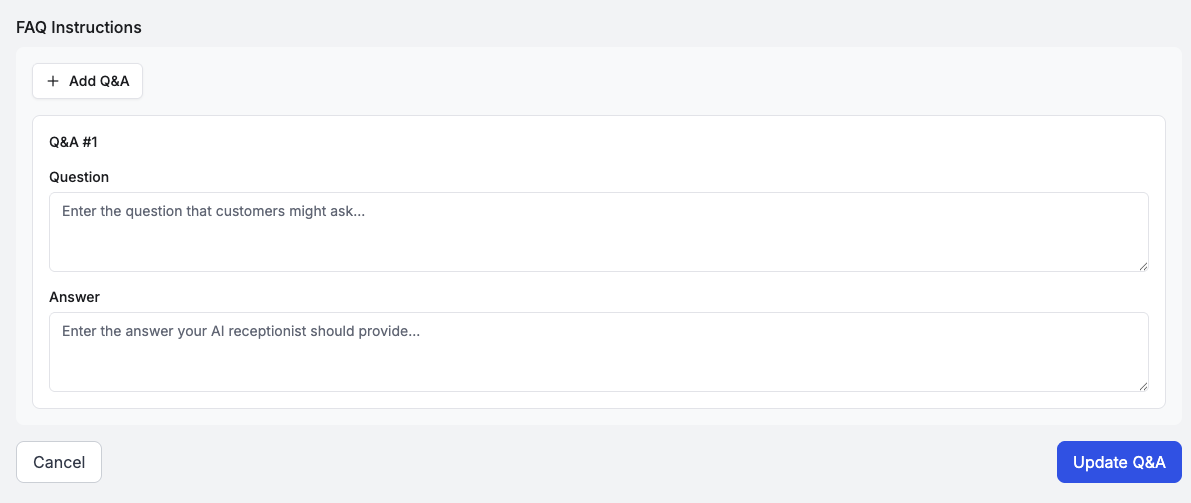 FAQ Instructions
Add Q&A
Q&A #1
Question
Enter the question that customers might ask...
Answer
Enter the answer your AI receptionist should provide...
Cancel
Update Q&A